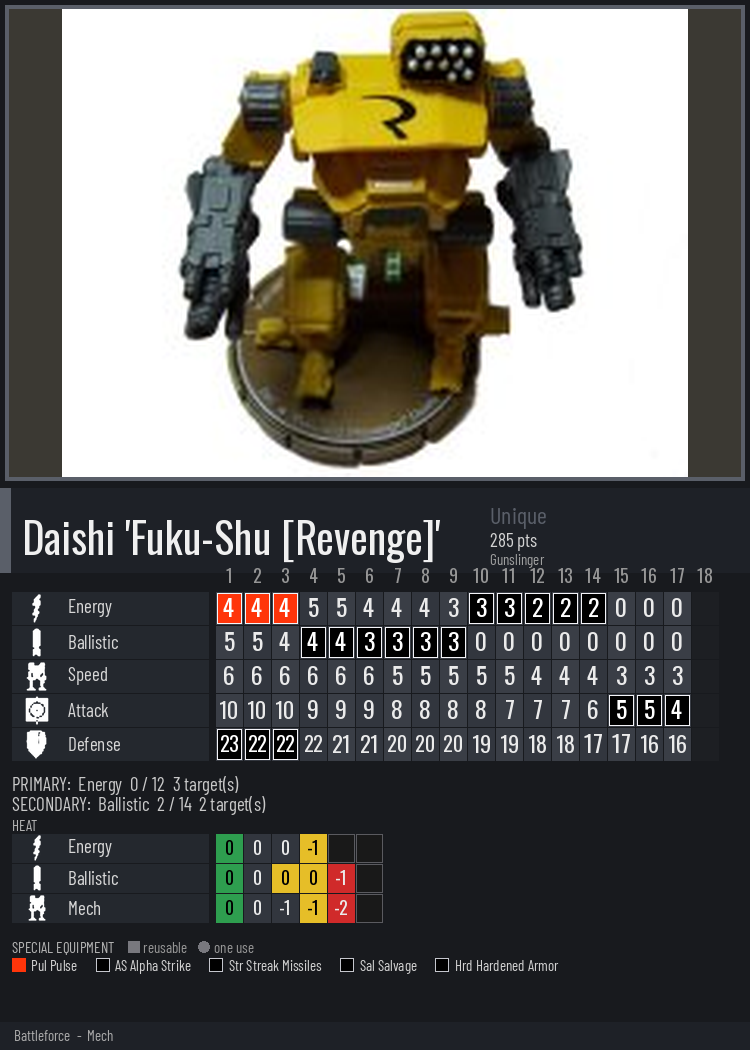 R
Daishi 'Fuku-Shu [Revenge]'
Unique
285 pts
Gunslinger
1 2 3 4 5 6 7 8 9 10 11 12 13 14 15 16 17 18
Energy 4 4 4 5 5 4 4 4 3 3 3 2 2 2 0 0 0
Ballistic 5 5 4 4 4 3 3 3 3 0 0 0 0 0 0 0 0
Speed 6 6 6 6 6 6 5 5 5 5 5 4 4 4 3 3 3
Attack 10 10 10 9 9 9 8 8 8 8 7 7 7 6 5 5 4
Defense 23 22 22 22 21 21 20 20 20 19 19 18 18 17 17 16 16
PRIMARY: Energy 0 / 12 3 target(s)
SECONDARY: Ballistic 2 / 14 2 target(s)
HEAT
Energy 0 0 0 -1
Ballistic 0 0 0 0 -1
Mech 0 0 -1 -1 -2
SPECIAL EQUIPMENT reusable one use
Pul Pulse AS Alpha Strike Str Streak Missiles Sal Salvage Hrd Hardened Armor
Battleforce - Mech